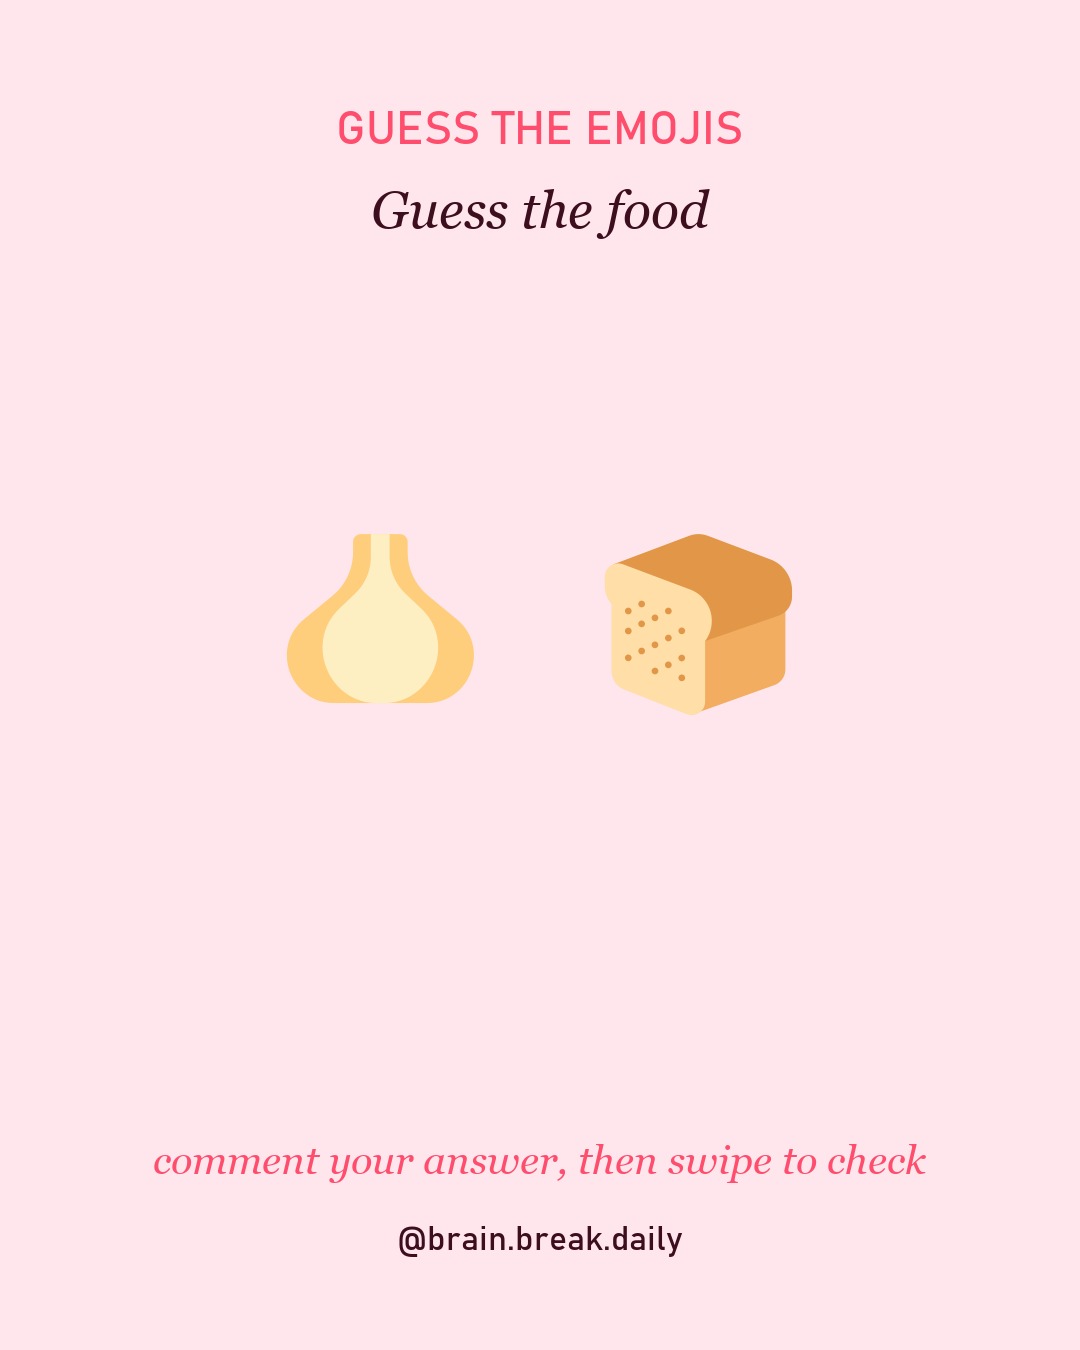 GUESS THE EMOJIS
Guess the food
comment your answer, then swipe to check
@brain.break.daily